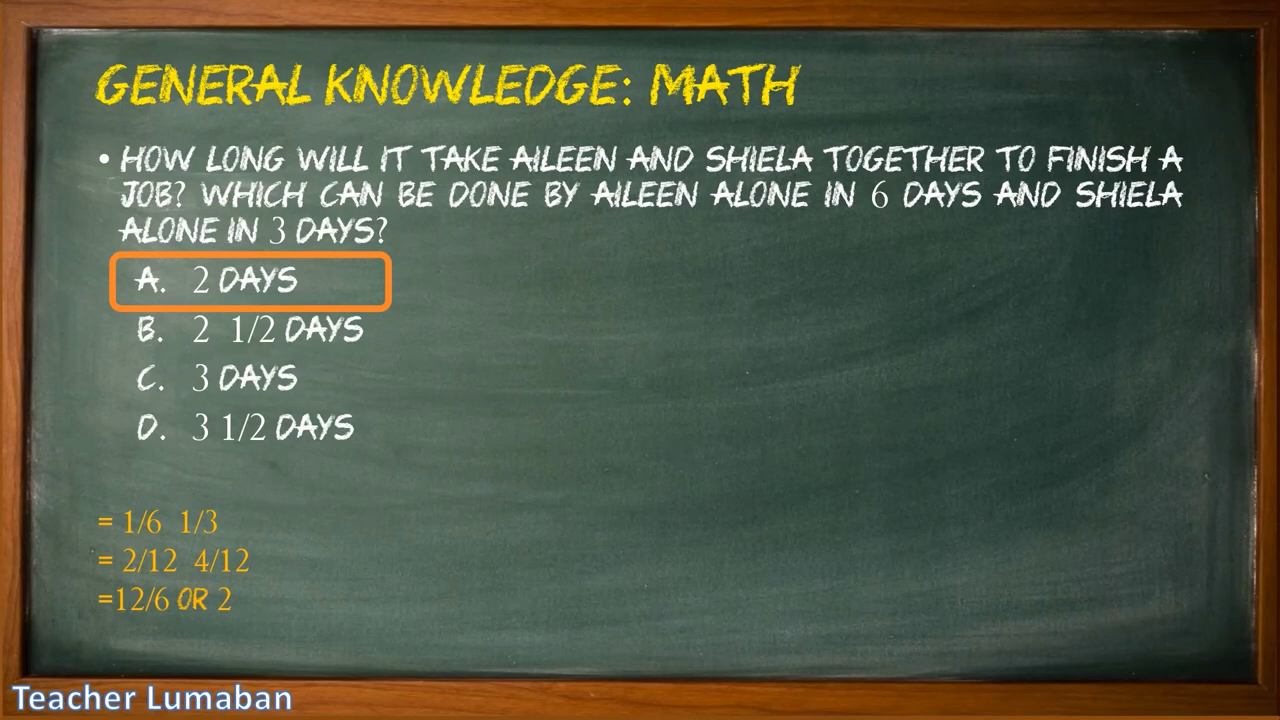 GENERAL KNOWLEDGE: MATH
• HOW LONG WILL IT TAKE AILEEN AND SHIELA TOGETHER TO FINISH A
JOB? WHICH CAN BE DONE BY AILEEN ALONE IN 6 DAYS AND SHIELA
ALONE IN 3 DAYS?
A. 2 DAYS
B. 2 1/2 DAYS
C. 3 DAYS
D. 3 1/2 DAYS
= 1/6 1/3
= 2/12 4/12
=12/6 OR 2
Teacher Lumaban